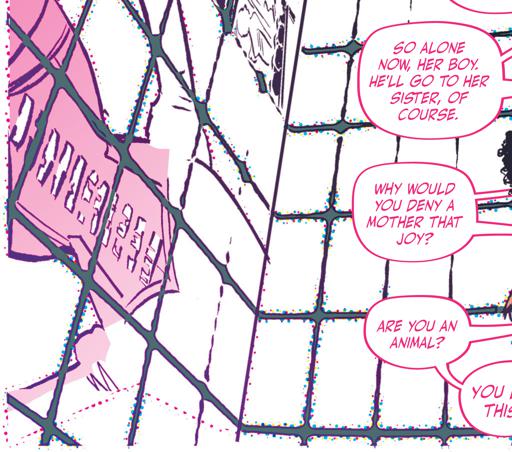 SO ALONE
NOW, HER BOY.
HE'LL GO TO HER
SISTER, OF
COURSE.
WHY WOULD
YOU DENY A
MOTHER THAT
JOY?
ARE YOU AN
ANIMAL?
YOU
THIS